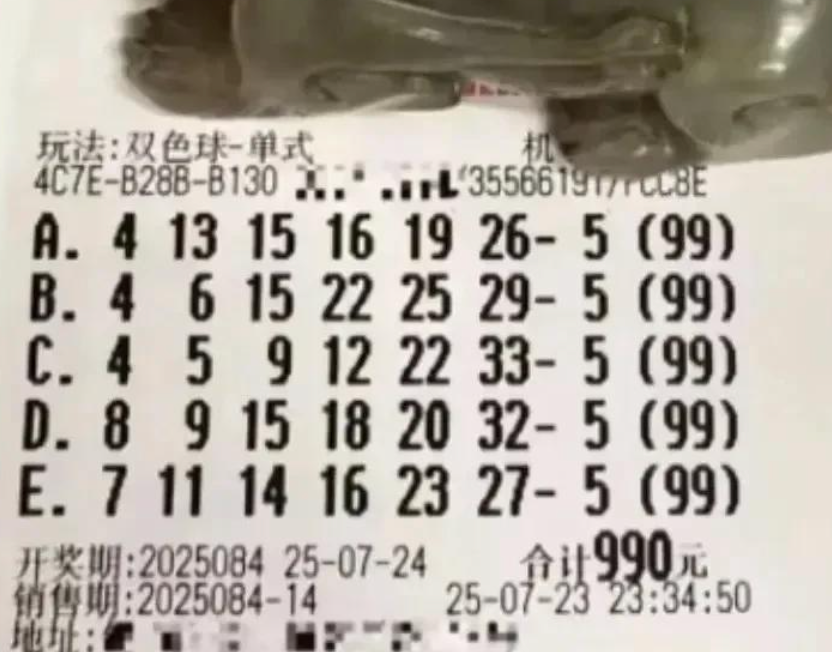 玩法:双色球-单式 机
4C7E-B28B-B130
A. 4 13 15 16 19 26- 5 (99)
B. 4 6 15 22 25 29- 5 (99)
C. 4 5 9 12 22 33- 5 (99)
D. 8 9 15 18 20 32- 5 (99)
E. 7 11 14 16 23 27- 5 (99)
开奖期:2025084 25-07-24 合计990元
销售期:2025084-14 25-07-23 23:34:50
地址: